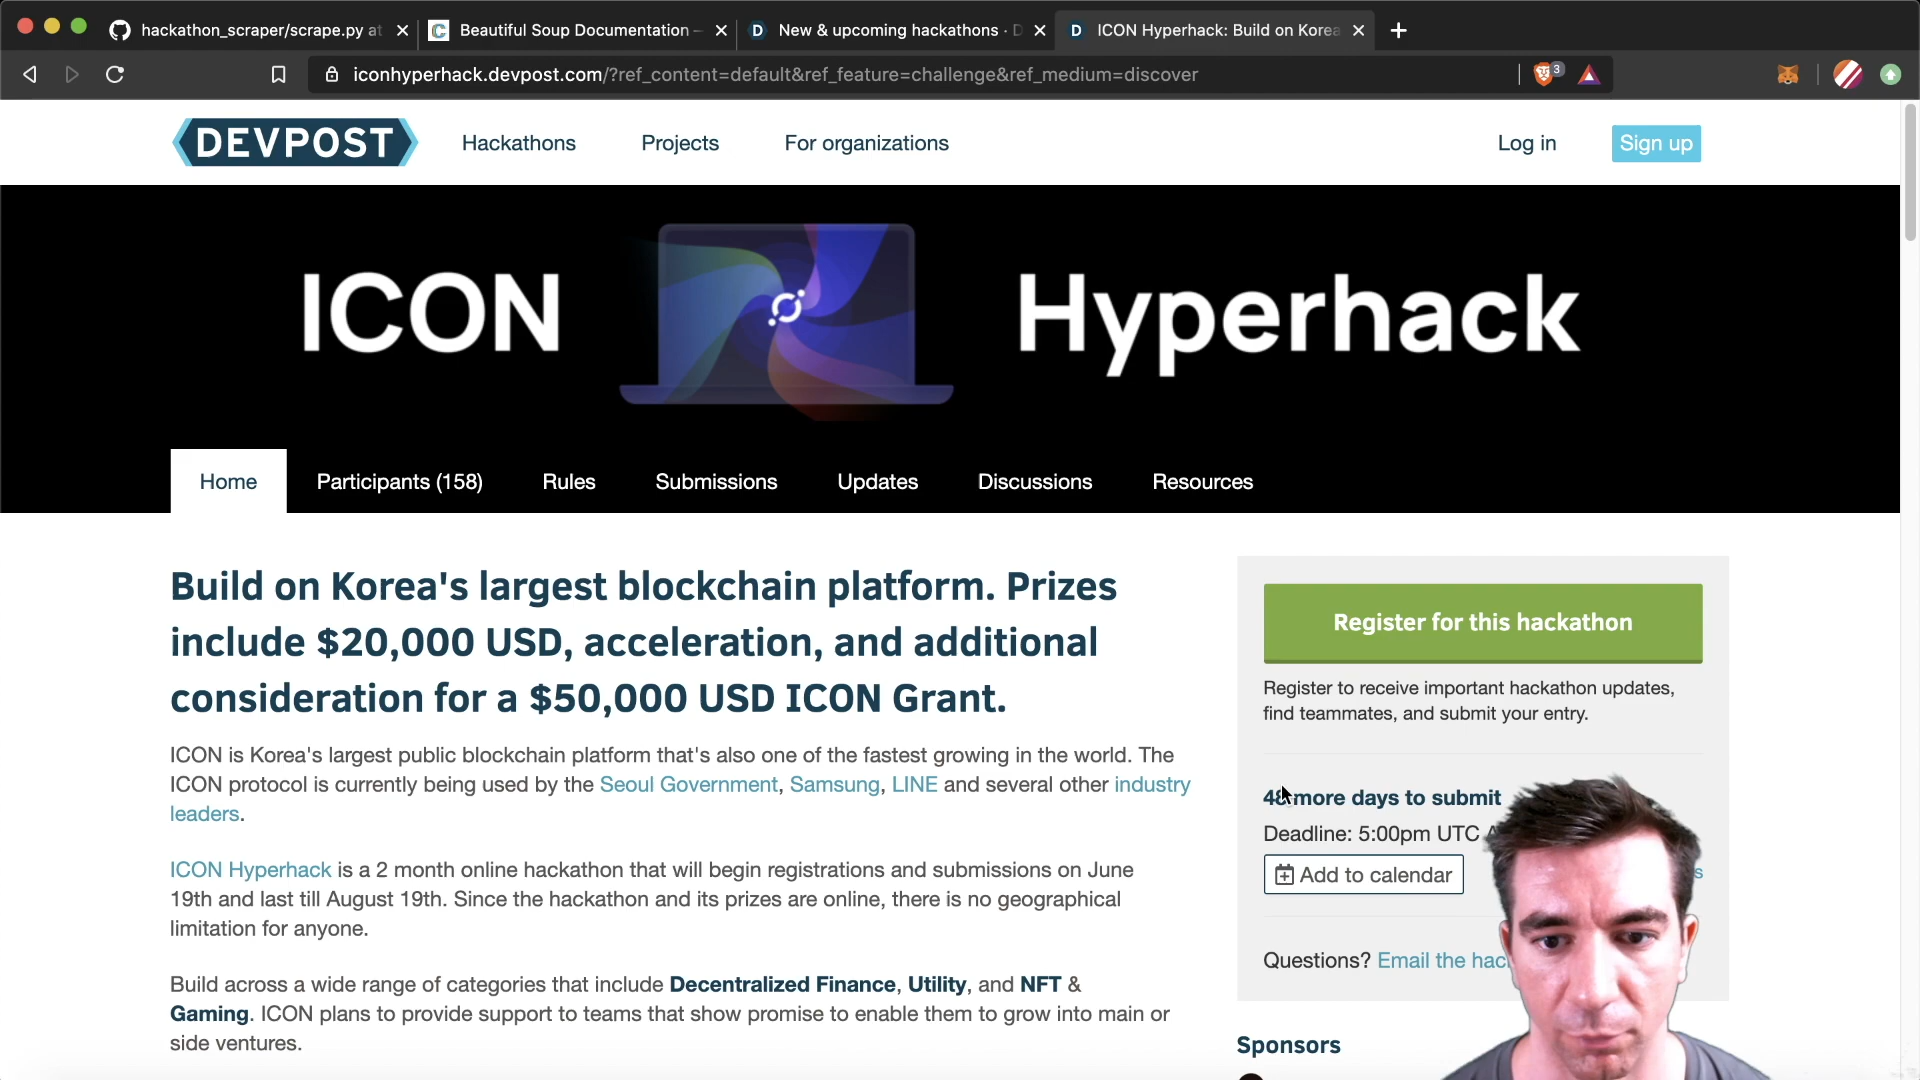 hackathon_scraper/scrape.py at
Beautiful Soup Documentation –
New & upcoming hackathons · D
ICON Hyperhack: Build on Korea
iconhyperhack.devpost.com/?ref_content=default&ref_feature=challenge&ref_medium=discover
3
DEVPOST
Hackathons
Projects
For organizations
Log in
Sign up
ICON Hyperhack
Home
Participants (158)
Rules
Submissions
Updates
Discussions
Resources
Build on Korea's largest blockchain platform. Prizes
include $20,000 USD, acceleration, and additional
consideration for a $50,000 USD ICON Grant.
ICON is Korea's largest public blockchain platform that's also one of the fastest growing in the world. The
ICON protocol is currently being used by the Seoul Government, Samsung, LINE and several other industry
leaders.
ICON Hyperhack is a 2 month online hackathon that will begin registrations and submissions on June
19th and last till August 19th. Since the hackathon and its prizes are online, there is no geographical
limitation for anyone.
Build across a wide range of categories that include Decentralized Finance, Utility, and NFT &
Gaming. ICON plans to provide support to teams that show promise to enable them to grow into main or
side ventures.
Register for this hackathon
Register to receive important hackathon updates,
find teammates, and submit your entry.
48 more days to submit
Deadline: 5:00pm UTC
Add to calendar
Questions? Email the
Sponsors